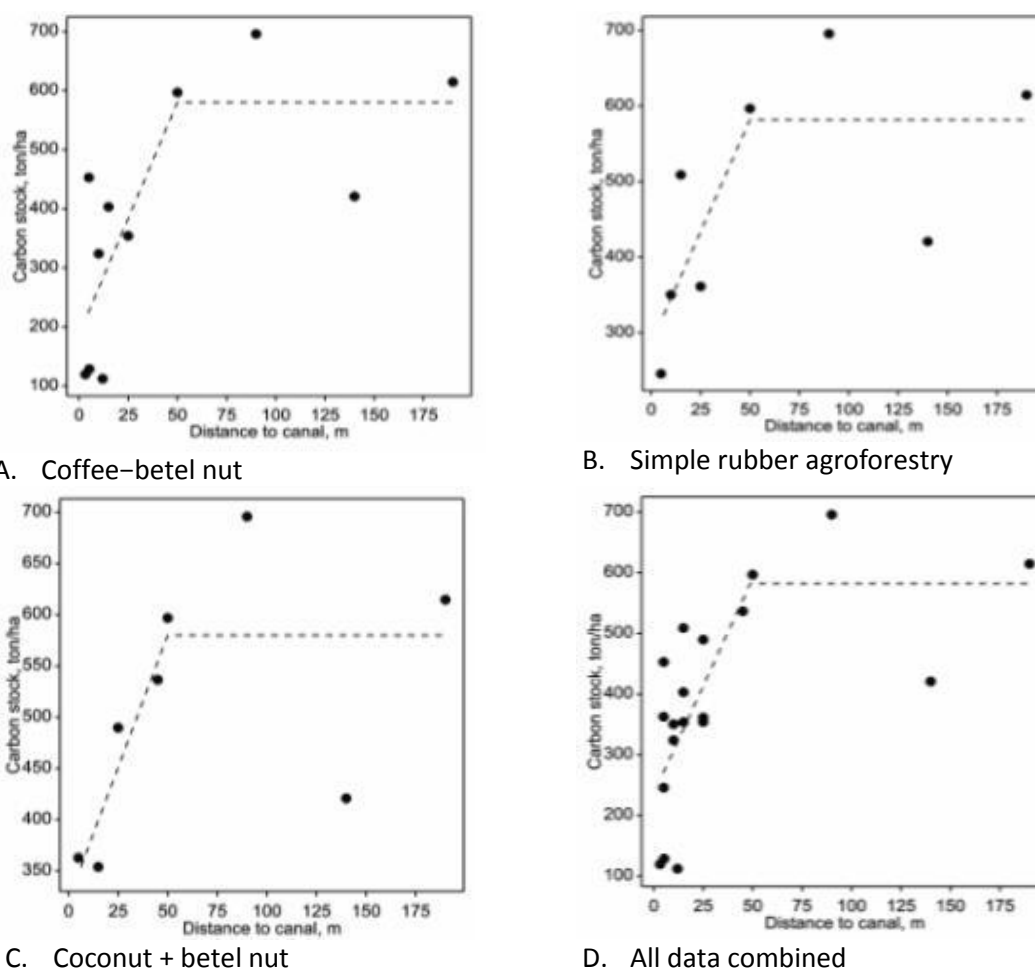 700
600
500
400
300
200
100
Carbon stock, ton/ha
0 25 50 75 100 125 150 175
Distance to canal, m
A. Coffee–betel nut
700
600
500
400
300
Carbon stock, ton/ha
0 25 50 75 100 125 150 175
Distance to canal, m
B. Simple rubber agroforestry
700
650
600
550
500
450
400
350
Carbon stock, ton/ha
0 25 50 75 100 125 150 175
Distance to canal, m
C. Coconut + betel nut
700
600
500
400
300
200
100
Carbon stock, ton/ha
0 25 50 75 100 125 150 175
Distance to canal, m
D. All data combined